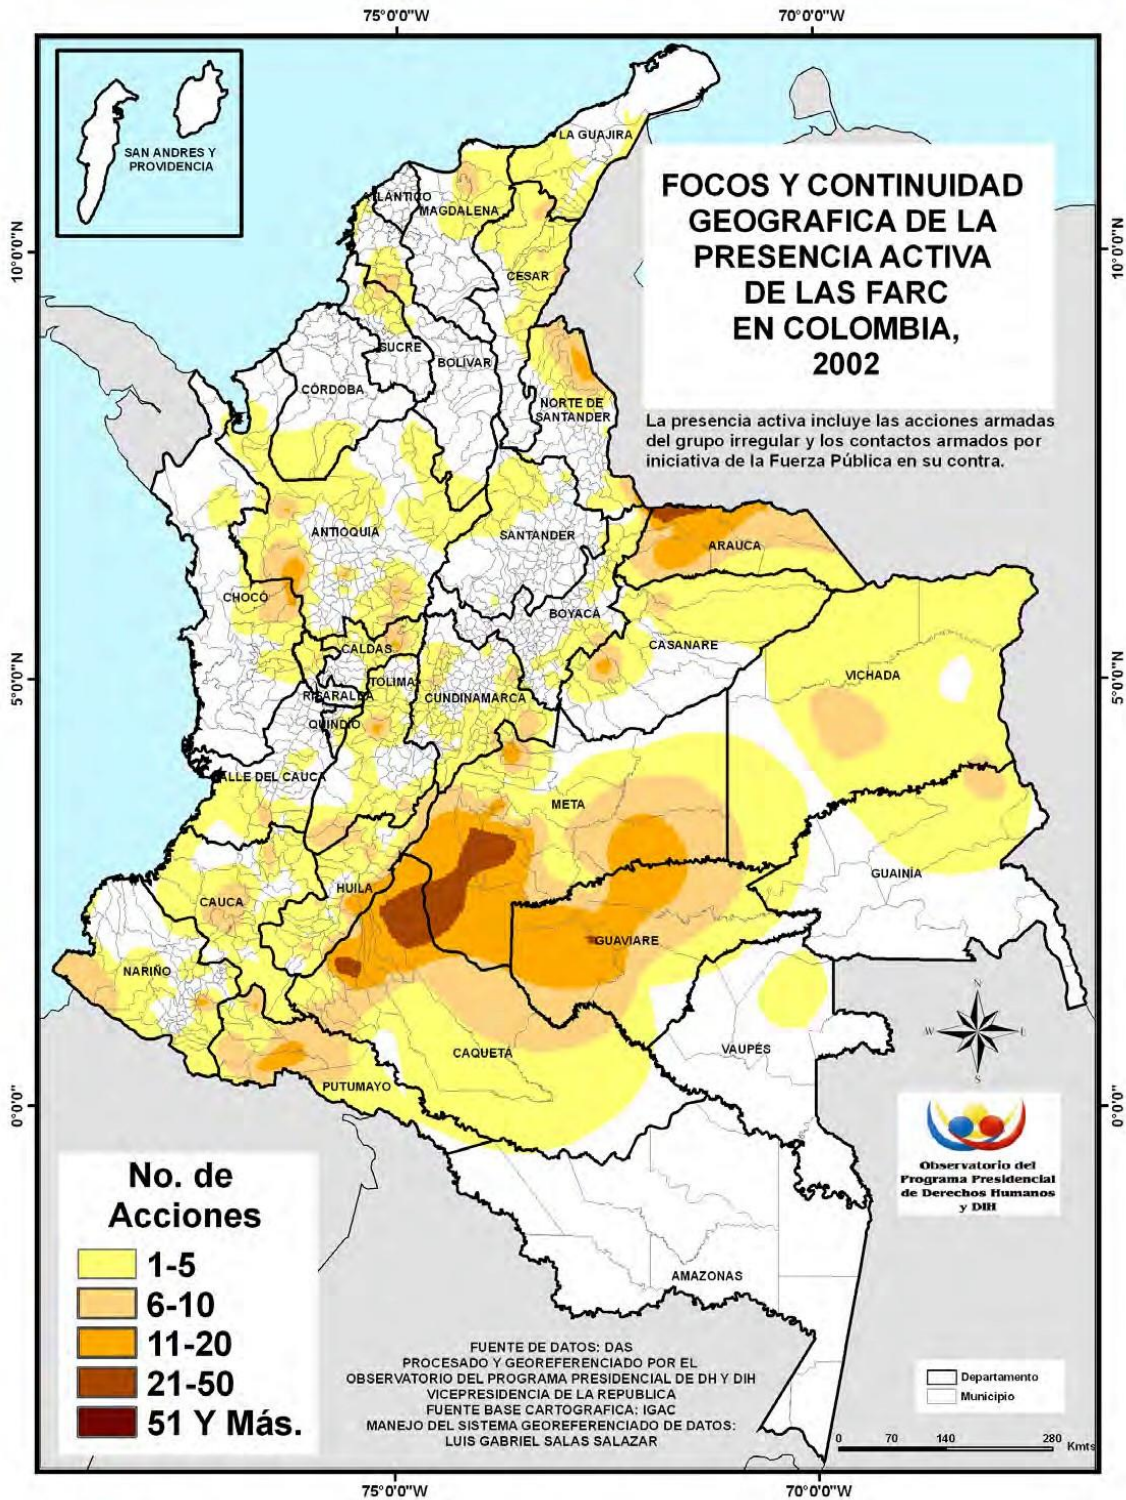 75°0'0"W
70°0'0"W
SAN ANDRES Y
PROVIDENCIA
LA GUAJIRA
FOCOS Y CONTINUIDAD
GEOGRAFICA DE LA
PRESENCIA ACTIVA
DE LAS FARC
EN COLOMBIA,
2002
ATLÁNTICO
MAGDALENA
10°0'0"N
10°0'0"N
CESAR
SUCRE
BOLÍVAR
CÓRDOBA
NORTE DE
SANTANDER
La presencia activa incluye las acciones armadas
del grupo irregular y los contactos armados por
iniciativa de la Fuerza Pública en su contra.
ANTIOQUIA
SANTANDER
ARAUCA
CHOCÓ
BOYACÁ
CALDAS
CASANARE
5°0'0"N
5°0'0"N
VICHADA
RISARALDA
TOLIMA
CUNDINAMARCA
QUINDIO
VALLE DEL CAUCA
META
HUILA
GUAINÍA
CAUCA
GUAVIARE
NARIÑO
N
W
E
S
VAUPÉS
CAQUETÁ
PUTUMAYO
0°0'0"
0°0'0"
Observatorio del
Programa Presidencial
de Derechos Humanos
y DIH
No. de
Acciones
1-5
6-10
11-20
21-50
51 Y Más.
AMAZONAS
FUENTE DE DATOS: DAS
PROCESADO Y GEOREFERENCIADO POR EL
OBSERVATORIO DEL PROGRAMA PRESIDENCIAL DE DH Y DIH
VICEPRESIDENCIA DE LA REPUBLICA
FUENTE BASE CARTOGRAFICA: IGAC
MANEJO DEL SISTEMA GEOREFERENCIADO DE DATOS:
LUIS GABRIEL SALAS SALAZAR
Departamento
Municipio
0 70 140 280
Kmts
75°0'0"W
70°0'0"W